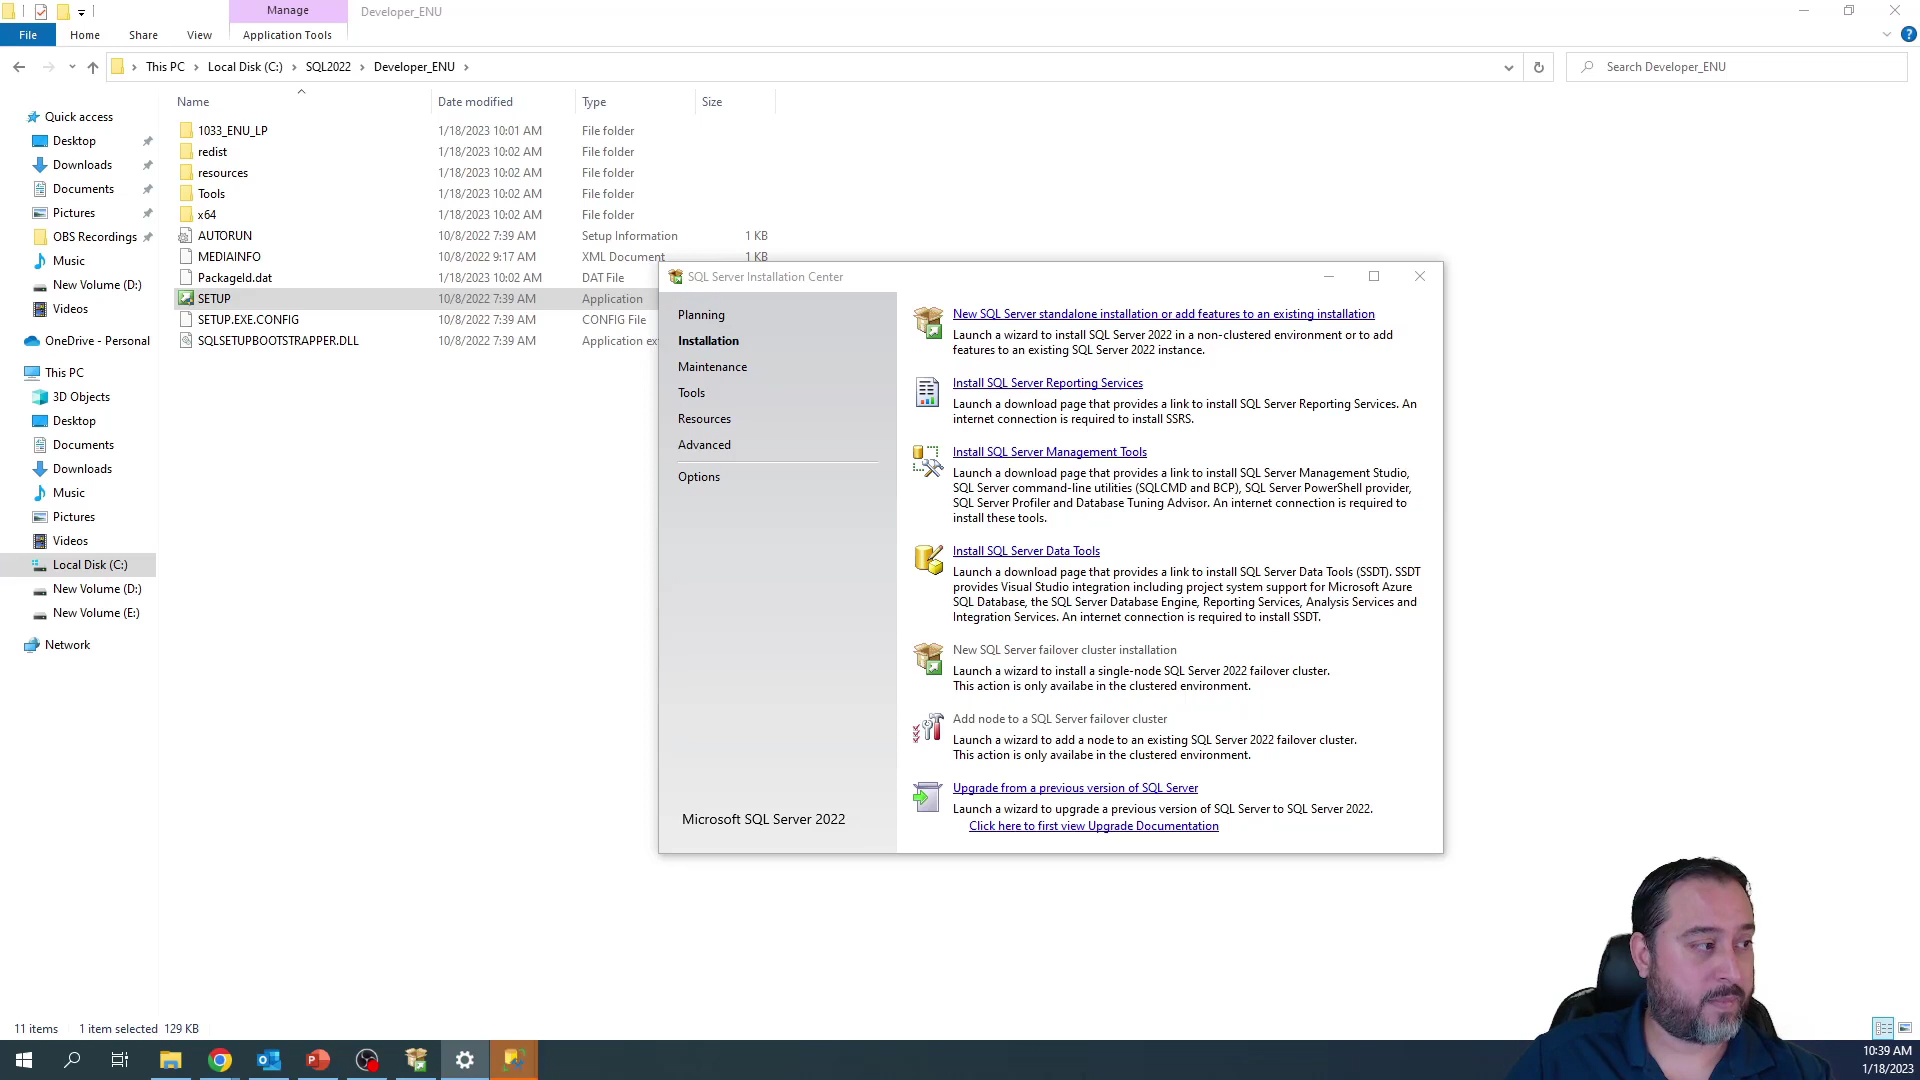 Manage
Developer_ENU
File
Home
Share
View
Application Tools
This PC
Local Disk (C:)
SQL2022
Developer_ENU
Search Developer_ENU
Name
Date modified
Type
Size
Quick access
Desktop
Downloads
Documents
Pictures
OBS Recordings
Music
New Volume (D:)
Videos
OneDrive - Personal
This PC
3D Objects
Desktop
Documents
Downloads
Music
Pictures
Videos
Local Disk (C:)
New Volume (D:)
New Volume (E:)
Network
1033_ENU_LP 1/18/2023 10:01 AM File folder
redist 1/18/2023 10:02 AM File folder
resources 1/18/2023 10:02 AM File folder
Tools 1/18/2023 10:02 AM File folder
x64 1/18/2023 10:02 AM File folder
AUTORUN 10/8/2022 7:39 AM Setup Information 1 KB
MEDIAINFO 10/8/2022 9:17 AM XML Document 1 KB
PackageId.dat 1/18/2023 10:02 AM DAT File
SETUP 10/8/2022 7:39 AM Application
SETUP.EXE.CONFIG 10/8/2022 7:39 AM CONFIG File
SQLSETUPBOOTSTRAPPER.DLL 10/8/2022 7:39 AM Application ex
SQL Server Installation Center
Planning
Installation
Maintenance
Tools
Resources
Advanced
Options
Microsoft SQL Server 2022
New SQL Server standalone installation or add features to an existing installation
Launch a wizard to install SQL Server 2022 in a non-clustered environment or to add
features to an existing SQL Server 2022 instance.
Install SQL Server Reporting Services
Launch a download page that provides a link to install SQL Server Reporting Services. An
internet connection is required to install SSRS.
Install SQL Server Management Tools
Launch a download page that provides a link to install SQL Server Management Studio,
SQL Server command-line utilities (SQLCMD and BCP), SQL Server PowerShell provider,
SQL Server Profiler and Database Tuning Advisor. An internet connection is required to
install these tools.
Install SQL Server Data Tools
Launch a download page that provides a link to install SQL Server Data Tools (SSDT). SSDT
provides Visual Studio integration including project system support for Microsoft Azure
SQL Database, the SQL Server Database Engine, Reporting Services, Analysis Services and
Integration Services. An internet connection is required to install SSDT.
New SQL Server failover cluster installation
Launch a wizard to install a single-node SQL Server 2022 failover cluster.
This action is only availabe in the clustered environment.
Add node to a SQL Server failover cluster
Launch a wizard to add a node to an existing SQL Server 2022 failover cluster.
This action is only availabe in the clustered environment.
Upgrade from a previous version of SQL Server
Launch a wizard to upgrade a previous version of SQL Server to SQL Server 2022.
Click here to first view Upgrade Documentation
11 items
1 item selected 129 KB
10:39 AM
1/18/2023